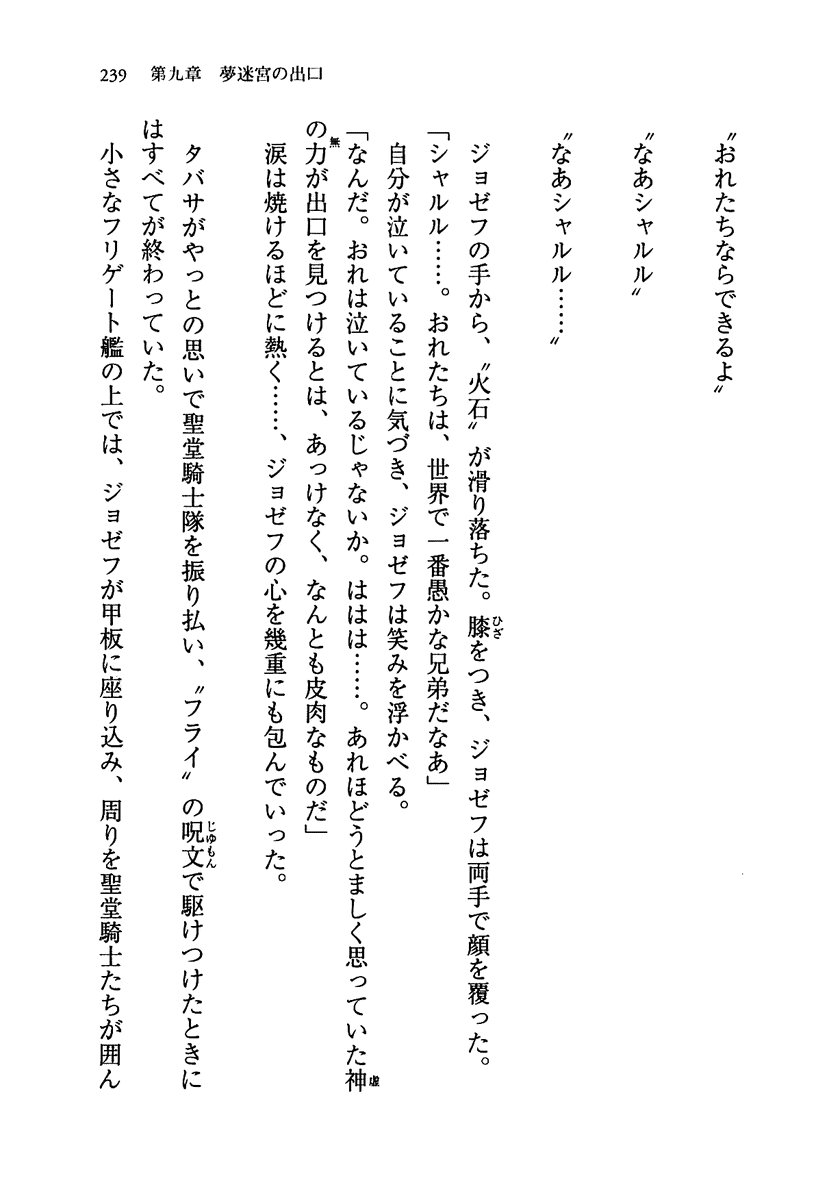 239 第九章 夢迷宮の出口
〝おれたちならできるよ〟
〝なあシャルル〟
〝なあシャルル……〟
ジョゼフの手から、〝火石〟が滑り落ちた。膝をつき、ジョゼフは両手で顔を覆った。
ひざ
「シャルル……。おれたちは、世界で一番愚かな兄弟だなあ」
自分が泣いていることに気づき、ジョゼフは笑みを浮かべる。
「なんだ。おれは泣いているじゃないか。ははは……。あれほどうとましく思っていた神
虚
の力が出口を見つけるとは、あっけなく、なんとも皮肉なものだ」
無
涙は焼けるほどに熱く……、ジョゼフの心を幾重にも包んでいった。
タバサがやっとの思いで聖堂騎士隊を振り払い、〝フライ〟の呪文で駆けつけたときに
じゆもん
はすべてが終わっていた。
小さなフリゲート艦の上では、ジョゼフが甲板に座り込み、周りを聖堂騎士たちが囲ん